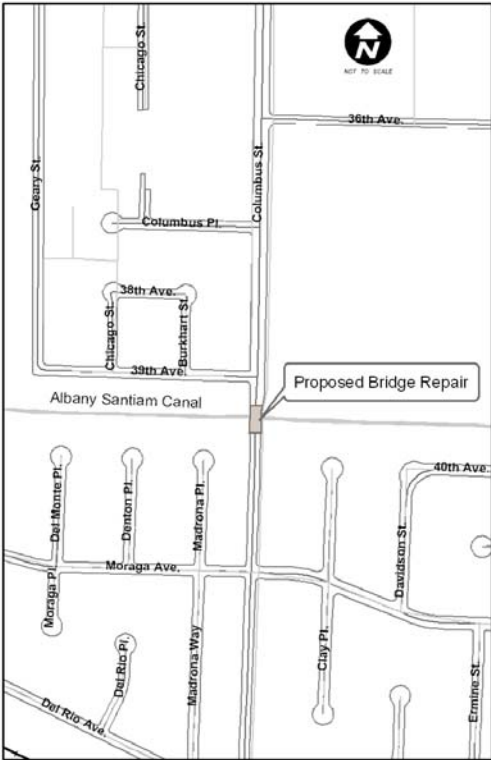 Chicago St.
N
NOT TO SCALE
36th Ave.
Geary St.
Columbus St.
Columbus Pl.
38th Ave.
Chicago St.
Burkhart St.
39th Ave.
Proposed Bridge Repair
Albany Santiam Canal
Del Monte Pl.
Denton Pl.
Madrona Pl.
40th Ave.
Davidson St.
Moraga Ave.
Moraga Pl.
Del Rio Pl.
Madrona Way
Clay Pl.
Ermine St.
Del Rio Ave.